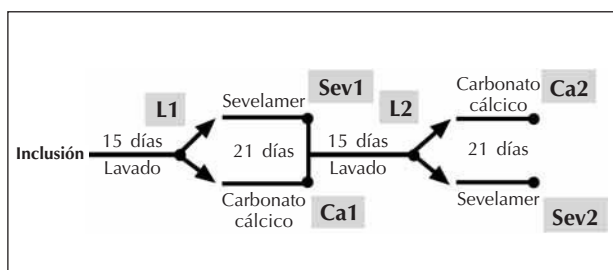 L1
Sevelamer
Sev1
L2
Carbonato
cálcico
Ca2
Inclusión
15 días
Lavado
21 días
15 días
Lavado
21 días
Carbonato
cálcico
Ca1
Sevelamer
Sev2